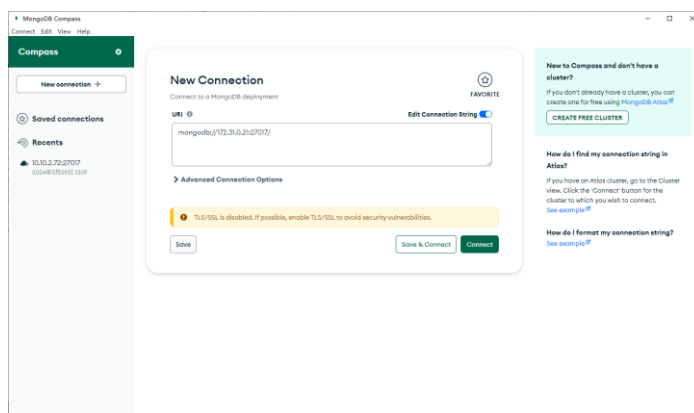 MongoDB Compass
Connect Edit View Help
Compass
New connection +
Saved connections
Recents
10.10.2.72:27017
New Connection
Connect to a MongoDB deployment
FAVORITE
URI
Edit Connection String
mongodb://172.31.0.21:27017/
Advanced Connection Options
TLS/SSL is disabled. If possible, enable TLS/SSL to avoid security vulnerabilities.
Save
Save & Connect
Connect
New to Compass and don't have a
cluster?
If you don't already have a cluster, you can
create one for free using MongoDB Atlas
CREATE FREE CLUSTER
How do I find my connection string in
Atlas?
If you have an Atlas cluster, go to the Cluster
view. Click the 'Connect' button for the
cluster to which you wish to connect.
See example
How do I format my connection string?
See example